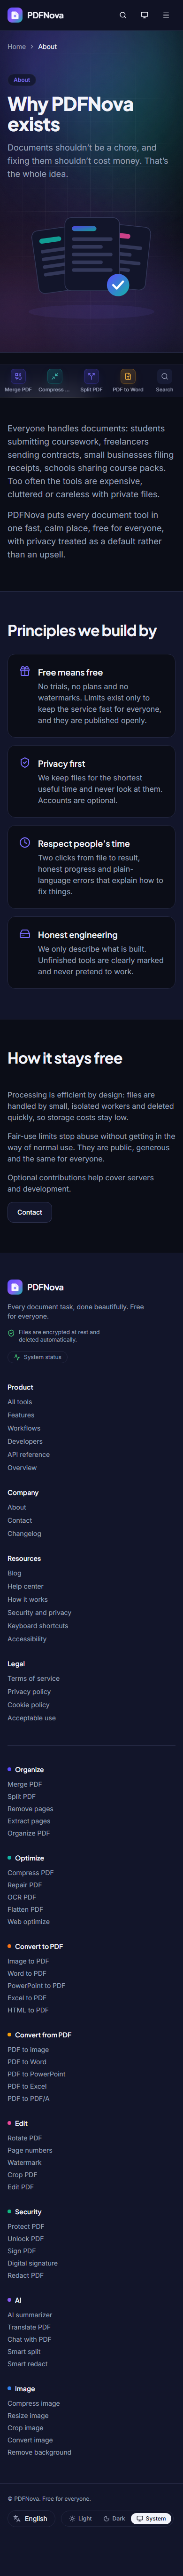 PDFNova
Home > About
About
Why PDFNova
exists
Documents shouldn't be a chore, and
fixing them shouldn't cost money. That's
the whole idea.
Merge PDF
Compress ...
Split PDF
PDF to Word
Search
Everyone handles documents: students
submitting coursework, freelancers
sending contracts, small businesses filing
receipts, schools sharing course packs.
Too often the tools are expensive,
cluttered or careless with private files.
PDFNova puts every document tool in
one fast, calm place, free for everyone,
with privacy treated as a default rather
than an upsell.
Principles we build by
Free means free
No trials, no plans and no
watermarks. Limits exist only to
keep the service fast for everyone,
and they are published openly.
Privacy first
We keep files for the shortest
useful time and never look at them.
Accounts are optional.
Respect people's time
Two clicks from file to result,
honest progress and plain-
language errors that explain how to
fix things.
Honest engineering
We only describe what is built.
Unfinished tools are clearly marked
and never pretend to work.
How it stays free
Processing is efficient by design: files are
handled by small, isolated workers and deleted
quickly, so storage costs stay low.
Fair-use limits stop abuse without getting in the
way of normal use. They are public, generous
and the same for everyone.
Optional contributions help cover servers
and development.
Contact
PDFNova
Every document task, done beautifully. Free
for everyone.
Files are encrypted at rest and
deleted automatically.
System status
Product
All tools
Features
Workflows
Developers
API reference
Overview
Company
About
Contact
Changelog
Resources
Blog
Help center
How it works
Security and privacy
Keyboard shortcuts
Accessibility
Legal
Terms of service
Privacy policy
Cookie policy
Acceptable use
Organize
Merge PDF
Split PDF
Remove pages
Extract pages
Organize PDF
Optimize
Compress PDF
Repair PDF
OCR PDF
Flatten PDF
Web optimize
Convert to PDF
Image to PDF
Word to PDF
PowerPoint to PDF
Excel to PDF
HTML to PDF
Convert from PDF
PDF to image
PDF to Word
PDF to PowerPoint
PDF to Excel
PDF to PDF/A
Edit
Rotate PDF
Page numbers
Watermark
Crop PDF
Edit PDF
Security
Protect PDF
Unlock PDF
Sign PDF
Digital signature
Redact PDF
AI
AI summarizer
Translate PDF
Chat with PDF
Smart split
Smart redact
Image
Compress image
Resize image
Crop image
Convert image
Remove background
© PDFNova. Free for everyone.
English
Light
Dark
System